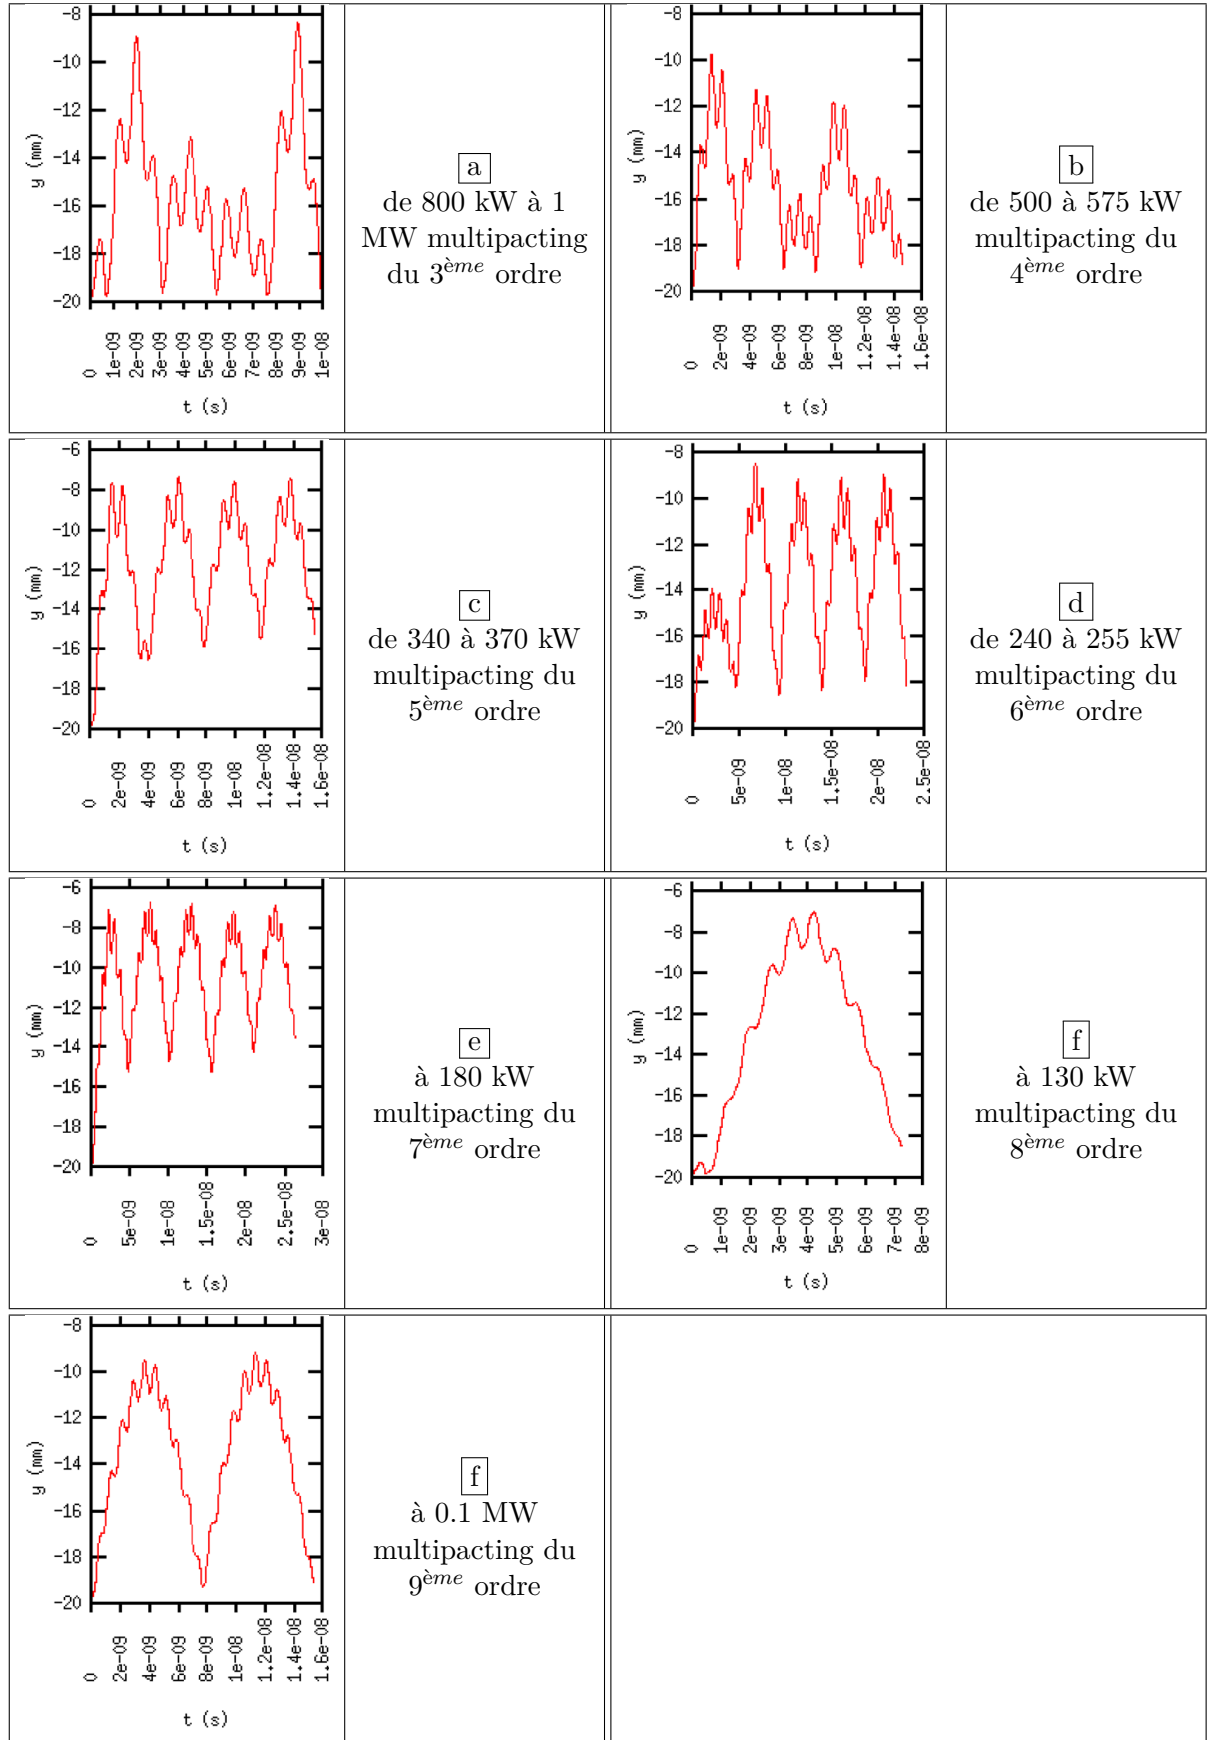 -8
-10
-12
-14
-16
-18
-20
y (mm)
0
1e-09
2e-09
3e-09
4e-09
5e-09
6e-09
7e-09
8e-09
9e-09
1e-08
t (s)
a
de 800 kW à 1
MW multipacting
du 3ème ordre
-8
-10
-12
-14
-16
-18
-20
y (mm)
0
2e-09
4e-09
6e-09
8e-09
1e-08
1.2e-08
1.4e-08
1.6e-08
t (s)
b
de 500 à 575 kW
multipacting du
4ème ordre
-6
-8
-10
-12
-14
-16
-18
-20
y (mm)
0
2e-09
4e-09
6e-09
8e-09
1e-08
1.2e-08
1.4e-08
1.6e-08
t (s)
c
de 340 à 370 kW
multipacting du
5ème ordre
-8
-10
-12
-14
-16
-18
-20
y (mm)
0
5e-09
1e-08
1.5e-08
2e-08
2.5e-08
t (s)
d
de 240 à 255 kW
multipacting du
6ème ordre
-6
-8
-10
-12
-14
-16
-18
-20
y (mm)
0
5e-09
1e-08
1.5e-08
2e-08
2.5e-08
3e-08
t (s)
e
à 180 kW
multipacting du
7ème ordre
-6
-8
-10
-12
-14
-16
-18
-20
y (mm)
0
1e-09
2e-09
3e-09
4e-09
5e-09
6e-09
7e-09
8e-09
t (s)
f
à 130 kW
multipacting du
8ème ordre
-8
-10
-12
-14
-16
-18
-20
y (mm)
0
2e-09
4e-09
6e-09
8e-09
1e-08
1.2e-08
1.4e-08
1.6e-08
t (s)
f
à 0.1 MW
multipacting du
9ème ordre